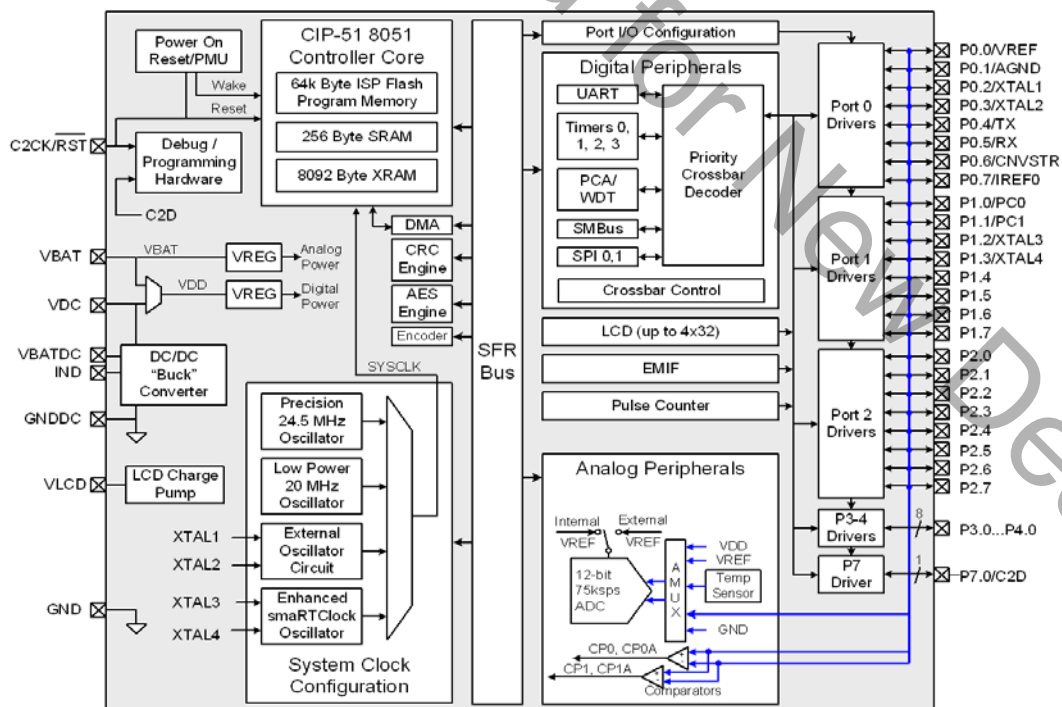 Power On
Reset/PMU
Wake
Reset
C2CK/RST
Debug /
Programming
Hardware
C2D
VBAT
VBAT
VREG
Analog
Power
VDC
VDD
VREG
Digital
Power
VBATDC
IND
DC/DC
"Buck"
Converter
GNDDC
VLCD
LCD Charge
Pump
XTAL1
XTAL2
XTAL3
XTAL4
GND
CIP-51 8051
Controller Core
64k Byte ISP Flash
Program Memory
256 Byte SRAM
8092 Byte XRAM
DMA
CRC
Engine
AES
Engine
Encoder
SYSCLK
Precision
24.5 MHz
Oscillator
Low Power
20 MHz
Oscillator
External
Oscillator
Circuit
Enhanced
smaRTClock
Oscillator
System Clock
Configuration
SFR
Bus
Port I/O Configuration
Digital Peripherals
UART
Timers 0,
1, 2, 3
PCA/
WDT
SMBus
SPI 0,1
Priority
Crossbar
Decoder
Crossbar Control
LCD (up to 4x32)
EMIF
Pulse Counter
Analog Peripherals
Internal
VREF
External
VREF
12-bit
75ksps
ADC
A
M
U
X
VDD
VREF
Temp
Sensor
GND
CP0, CP0A
CP1, CP1A
+
-
+
-
Comparators
Port 0
Drivers
Port 1
Drivers
Port 2
Drivers
P3-4
Drivers
P7
Driver
P0.0/VREF
P0.1/AGND
P0.2/XTAL1
P0.3/XTAL2
P0.4/TX
P0.5/RX
P0.6/CNVSTR
P0.7/IREF0
P1.0/PC0
P1.1/PC1
P1.2/XTAL3
P1.3/XTAL4
P1.4
P1.5
P1.6
P1.7
P2.0
P2.1
P2.2
P2.3
P2.4
P2.5
P2.6
P2.7
8
P3.0...P4.0
1
P7.0/C2D
for New De